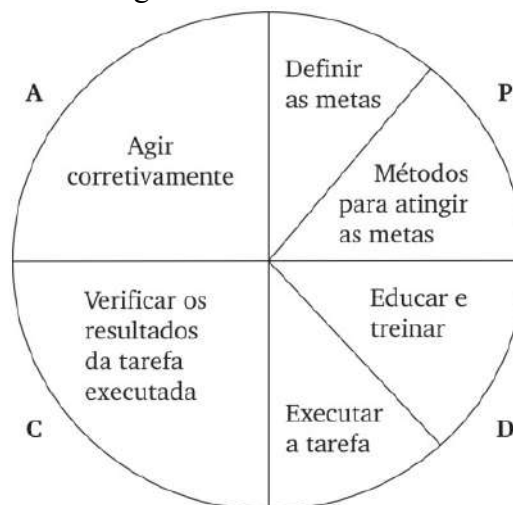 A
P
Definir
as metas
Métodos
para atingir
as metas
Agir
corretivamente
Educar e
treinar
Executar
a tarefa
Verificar os
resultados
da tarefa
executada
C
D